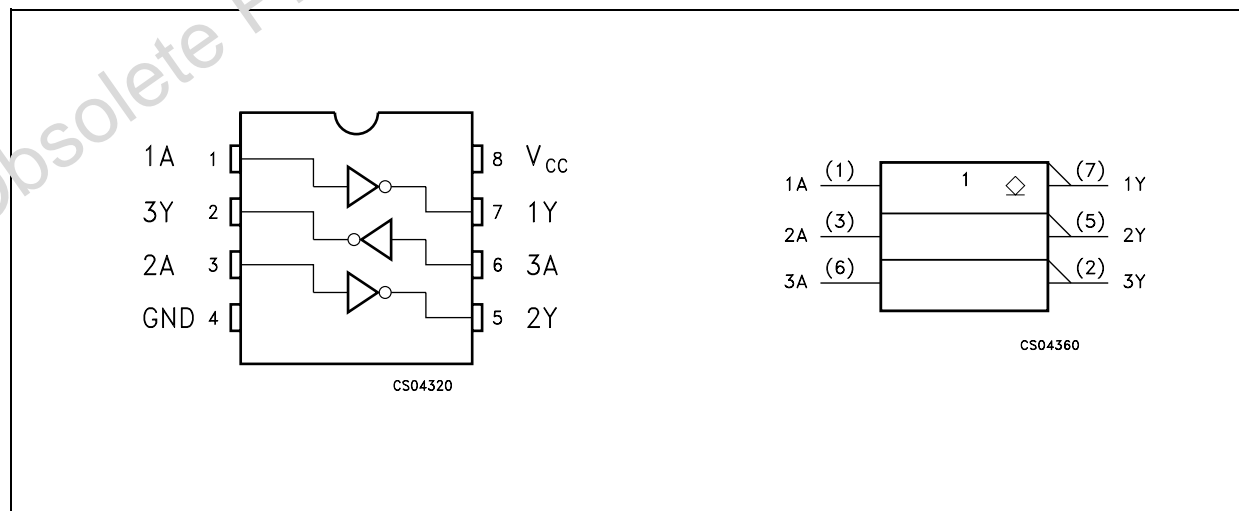 Obsolete P
1A 1 8 VCC
3Y 2 7 1Y
2A 3 6 3A
GND 4 5 2Y
CS04320
1 
1A (1) (7) 1Y
2A (3) (5) 2Y
3A (6) (2) 3Y
CS04360